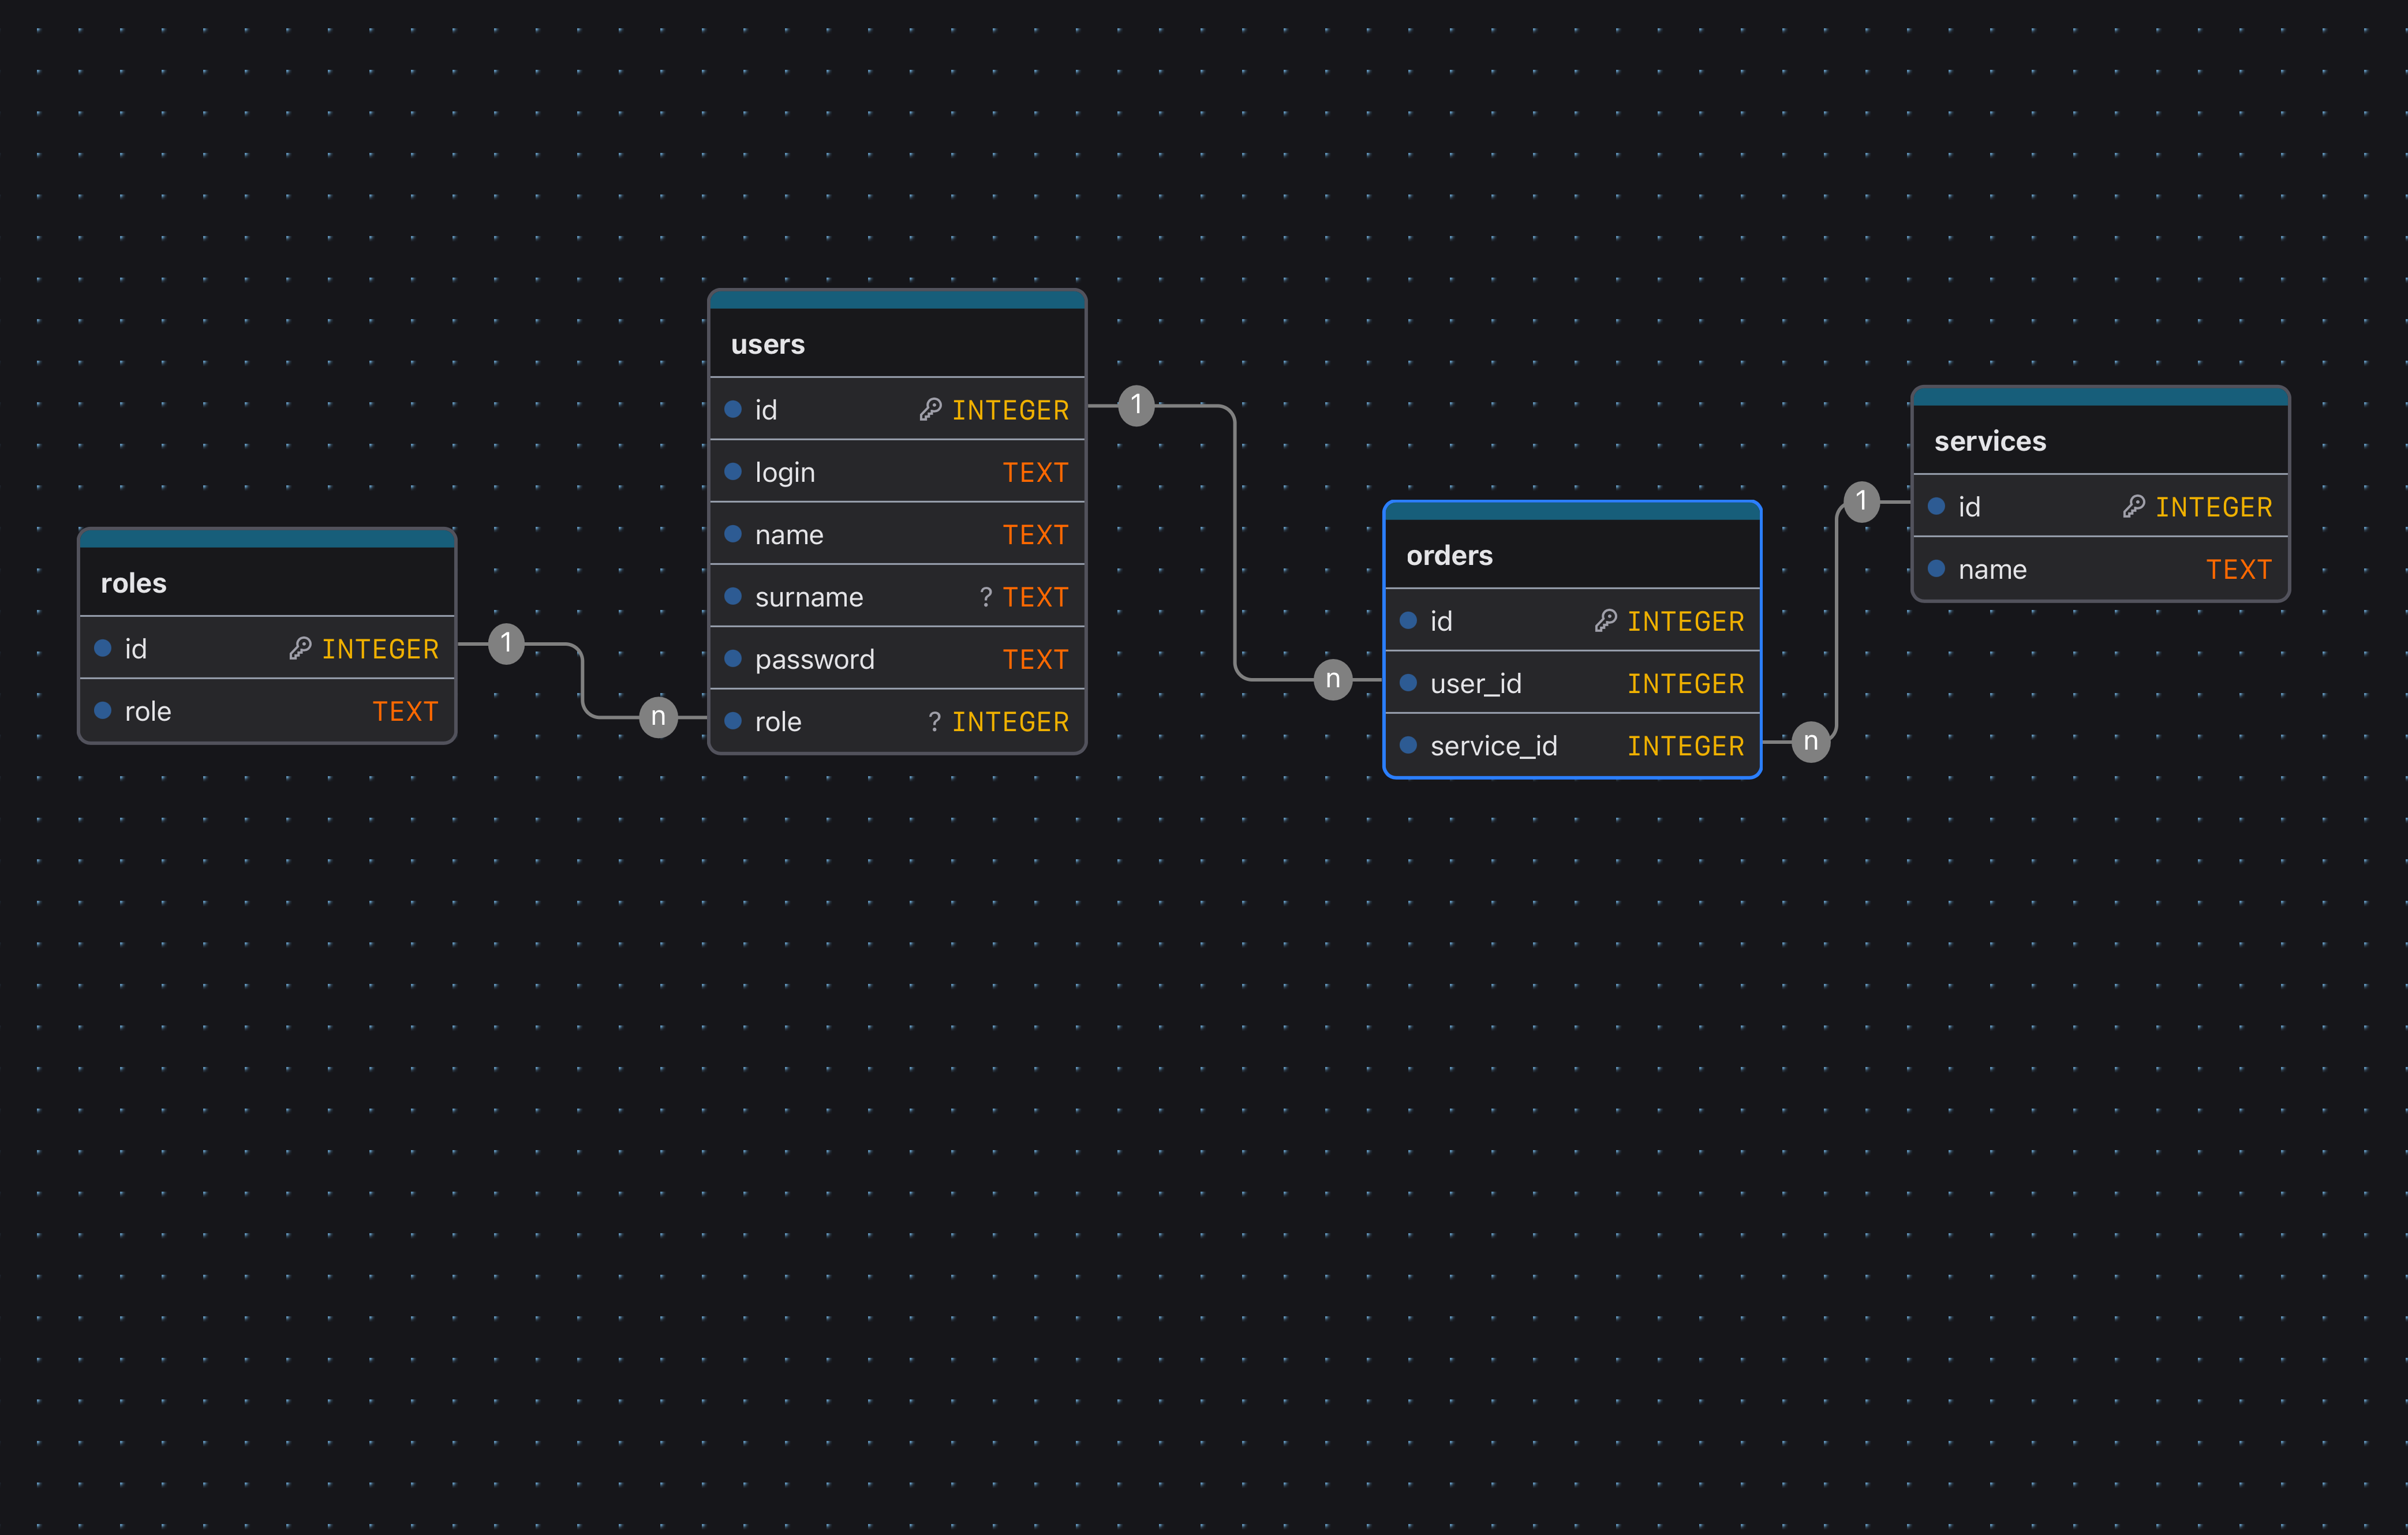 roles
id INTEGER
role TEXT
1
n
users
id INTEGER
login TEXT
name TEXT
surname ? TEXT
password TEXT
role ? INTEGER
1
n
orders
id INTEGER
user_id INTEGER
service_id INTEGER
n
1
services
id INTEGER
name TEXT